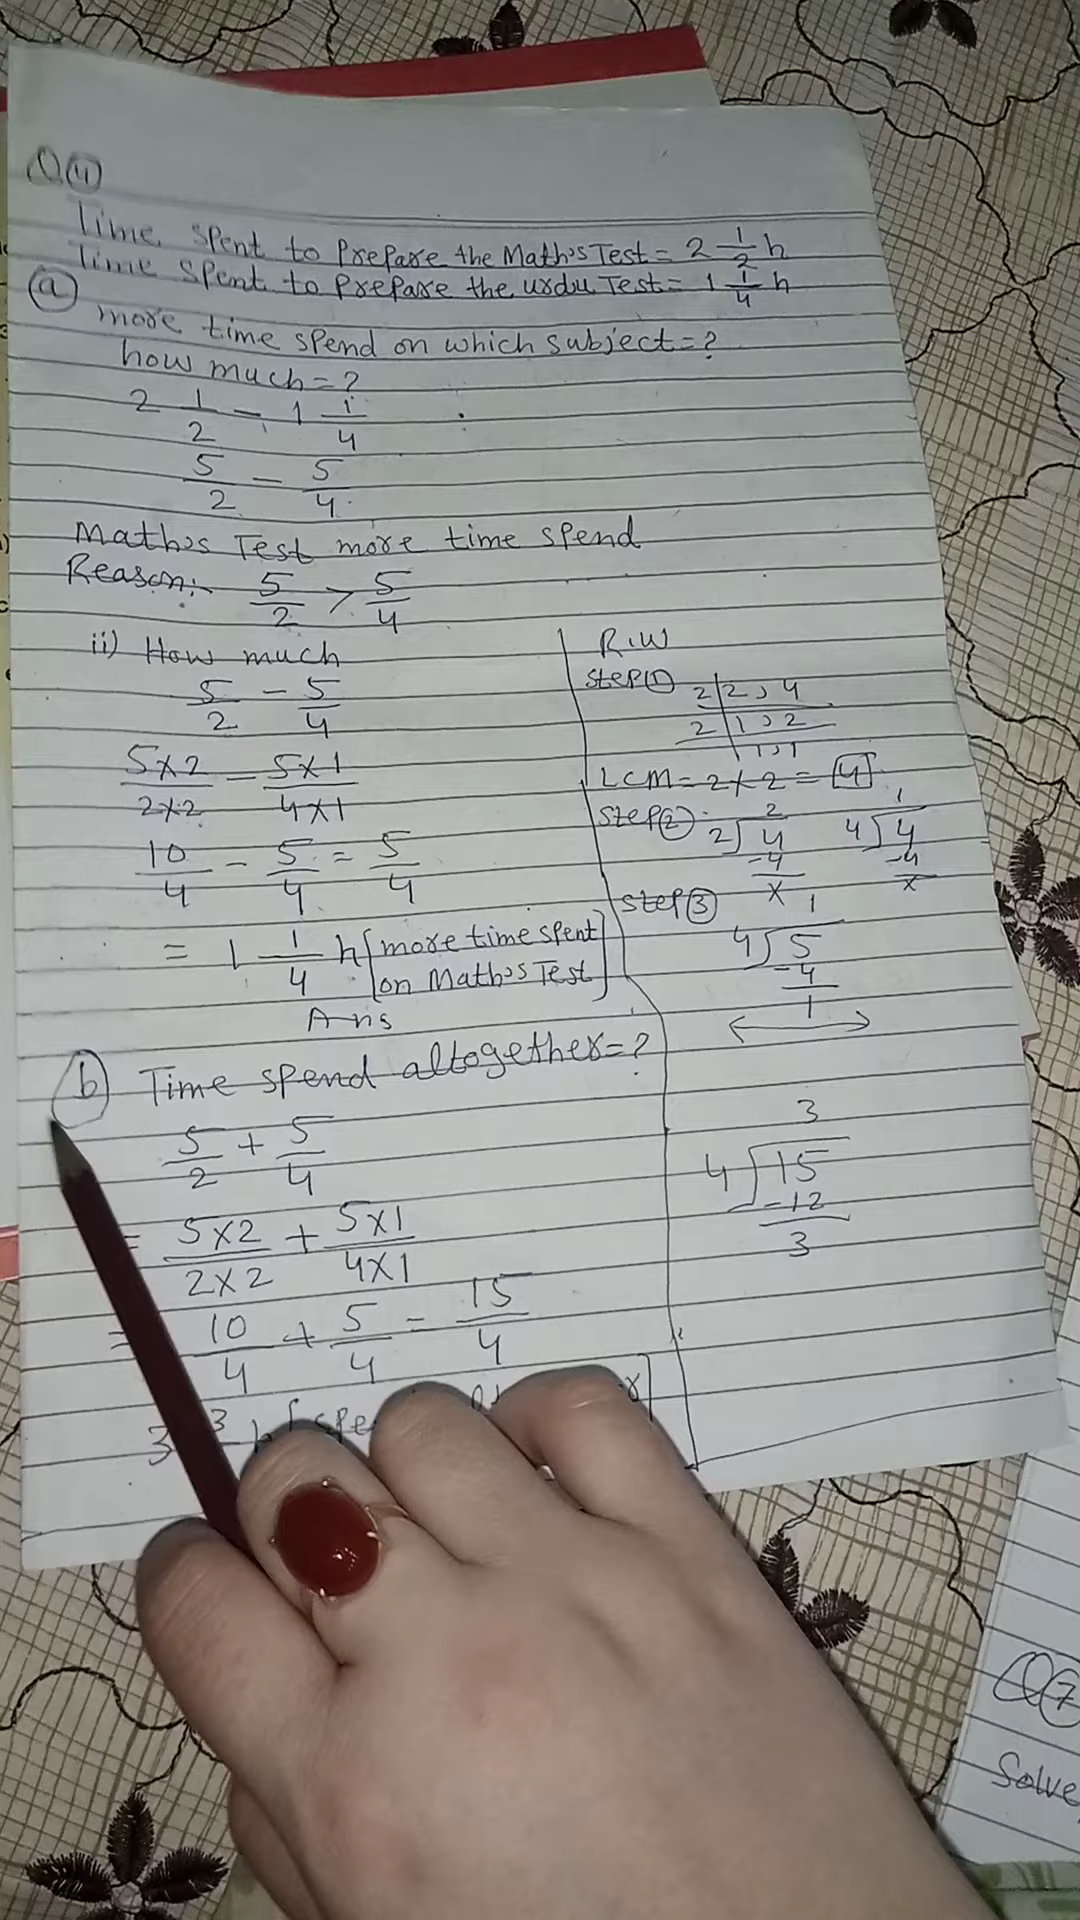 Q4
Time spent to Prepare the Maths Test = 2 1/2 h
Time spent to Prepare the urdu Test = 1 1/4 h
a more time spend on which subject = ?
how much = ?
2 1/2 - 1 1/4
5/2 - 5/4
Maths Test more time spend
Reason: 5/2 > 5/4
ii) How much
5/2 - 5/4
5x2/2x2 - 5x1/4x1
10/4 - 5/4 = 5/4
= 1 1/4 h [more time spent
on Maths Test]
Ans
R.W
Step 1 2 | 2, 4
2 | 1, 2
1, 1
LCM = 2x2 = 4
Step 2 2
2 ) 4
-4
x
1
4 ) 4
-4
x
Step 3 1
4 ) 5
-4
1
b Time spend altogether = ?
5/2 + 5/4
= 5x2/2x2 + 5x1/4x1
= 10/4 + 5/4 = 15/4
3 3 h [spe
3
4 ) 15
-12
3
Q7
Solve